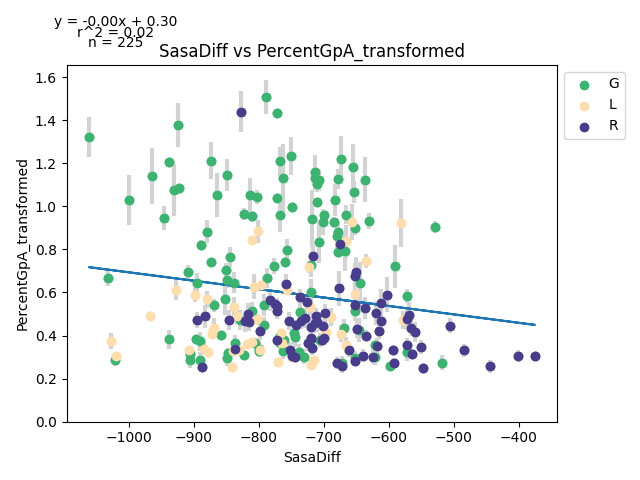 y = -0.00x + 0.30
r^2 = 0.02
n = 225
SasaDiff vs PercentGpA_transformed
1.6
1.4
1.2
1.0
0.8
0.6
0.4
0.2
0.0
PercentGpA_transformed
−1000 −900 −800 −700 −600 −500 −400
SasaDiff
G
L
R